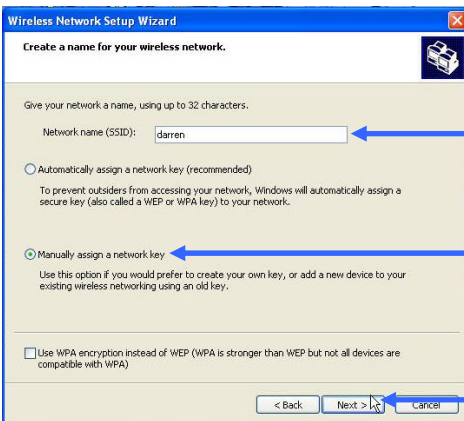 Wireless Network Setup Wizard
Create a name for your wireless network.
Give your network a name, using up to 32 characters.
Network name (SSID): darren
Automatically assign a network key (recommended)
To prevent outsiders from accessing your network, Windows will automatically assign a
secure key (also called a WEP or WPA key) to your network.
Manually assign a network key
Use this option if you would prefer to create your own key, or add a new device to your
existing wireless networking using an old key.
Use WPA encryption instead of WEP (WPA is stronger than WEP but not all devices are
compatible with WPA)
< Back Next > Cancel